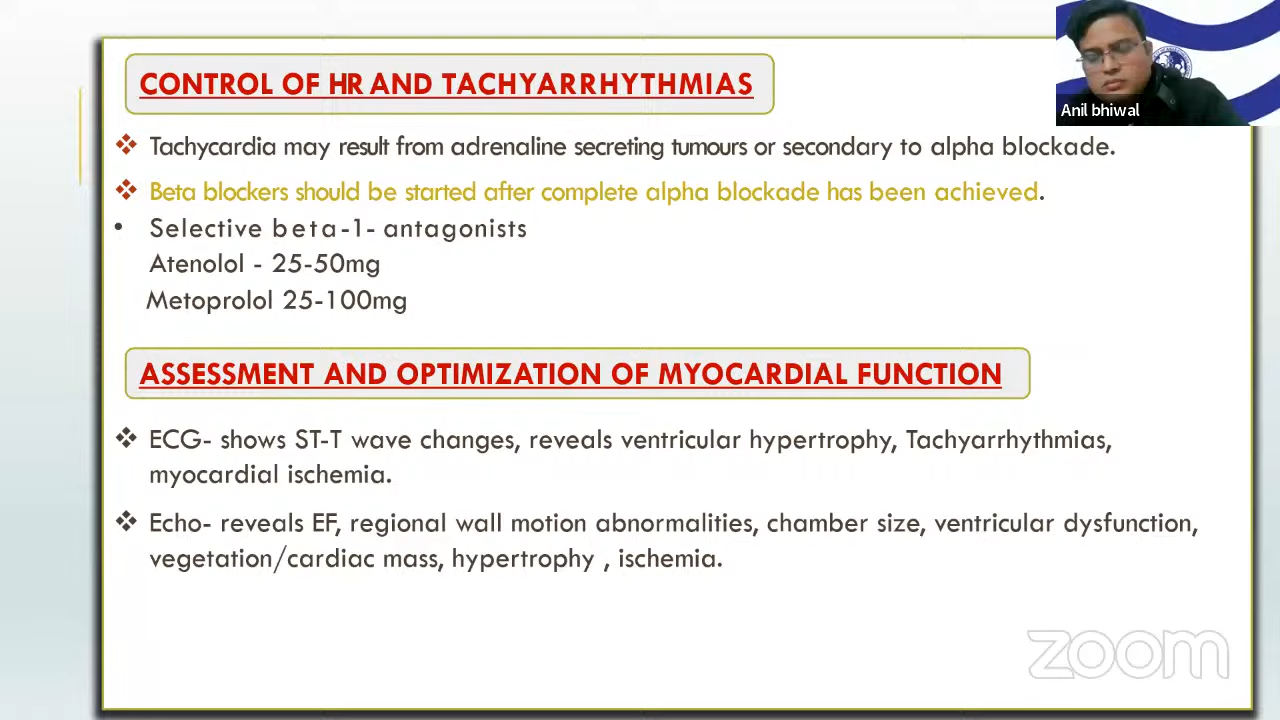 CONTROL OF HR AND TACHYARRHYTHMIAS
Anil bhiwal
❖ Tachycardia may result from adrenaline secreting tumours or secondary to alpha blockade.
❖ Beta blockers should be started after complete alpha blockade has been achieved.
• Selective beta-1- antagonists
Atenolol - 25-50mg
Metoprolol 25-100mg
ASSESSMENT AND OPTIMIZATION OF MYOCARDIAL FUNCTION
❖ ECG- shows ST-T wave changes, reveals ventricular hypertrophy, Tachyarrhythmias,
myocardial ischemia.
❖ Echo- reveals EF, regional wall motion abnormalities, chamber size, ventricular dysfunction,
vegetation/cardiac mass, hypertrophy , ischemia.
zoom